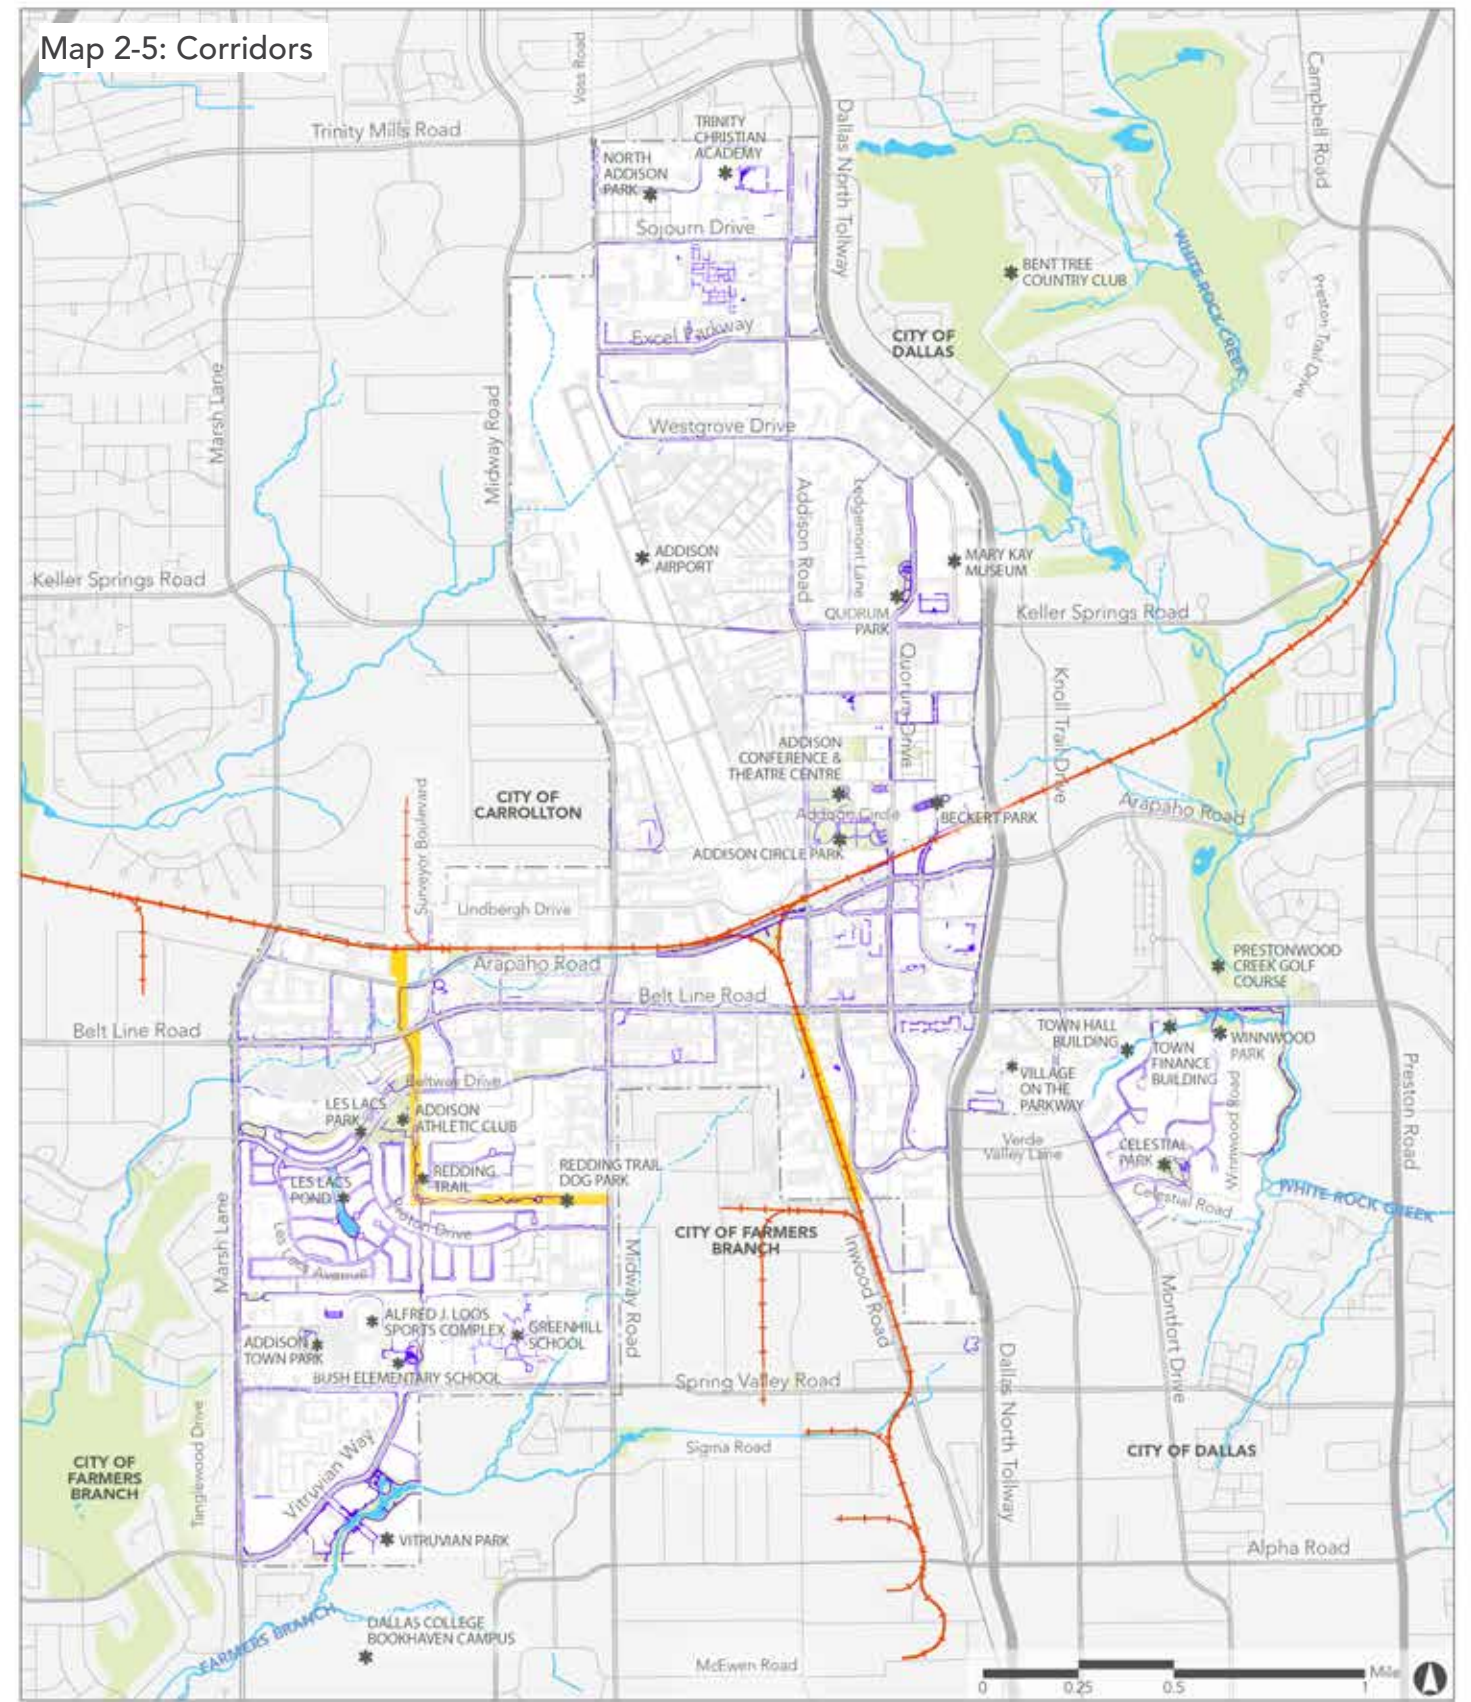 Map 2-5: Corridors
Voss Road
Campbell Road
Trinity Mills Road
Dallas North Tollway
TRINITY
CHRISTIAN
ACADEMY
NORTH
ADDISON
PARK
Sojourn Drive
WHITE ROCK CREEK
BENT TREE
COUNTRY CLUB
Preston Trail Drive
Excel Parkway
CITY OF
DALLAS
Marsh Lane
Midway Road
Westgrove Drive
Addison Road
Ledgemont Lane
ADDISON
AIRPORT
MARY KAY
MUSEUM
Keller Springs Road
QUORUM
PARK
Keller Springs Road
Quorum Drive
Knoll Trail Drive
ADDISON
CONFERENCE &
THEATRE CENTRE
CITY OF
CARROLLTON
Surveyor Boulevard
Addison Circle
BECKERT PARK
Arapaho Road
ADDISON CIRCLE PARK
Lindbergh Drive
PRESTONWOOD
CREEK GOLF
COURSE
Arapaho Road
Belt Line Road
Belt Line Road
TOWN HALL
BUILDING
TOWN
FINANCE
BUILDING
WINNWOOD
PARK
VILLAGE
ON THE
PARKWAY
Beltway Drive
LES LACS
PARK
ADDISON
ATHLETIC CLUB
Winnwood Road
Preston Road
Verde
Valley Lane
CELESTIAL
PARK
REDDING
TRAIL
REDDING TRAIL
DOG PARK
LES LACS
POND
Celestial Road
WHITE ROCK CREEK
Marsh Lane
Proton Drive
Les Lacs Avenue
CITY OF FARMERS
BRANCH
Midway Road
Inwood Road
Montfort Drive
ALFRED J. LOOS
SPORTS COMPLEX
GREENHILL
SCHOOL
ADDISON
TOWN PARK
BUSH ELEMENTARY SCHOOL
Spring Valley Road
Dallas North Tollway
Tanglewood Drive
Vitruvian Way
Sigma Road
CITY OF DALLAS
CITY OF
FARMERS
BRANCH
VITRUVIAN PARK
Alpha Road
FARMERS BRANCH
DALLAS COLLEGE
BOOKHAVEN CAMPUS
McEwen Road
Mile
0 0.25 0.5 1